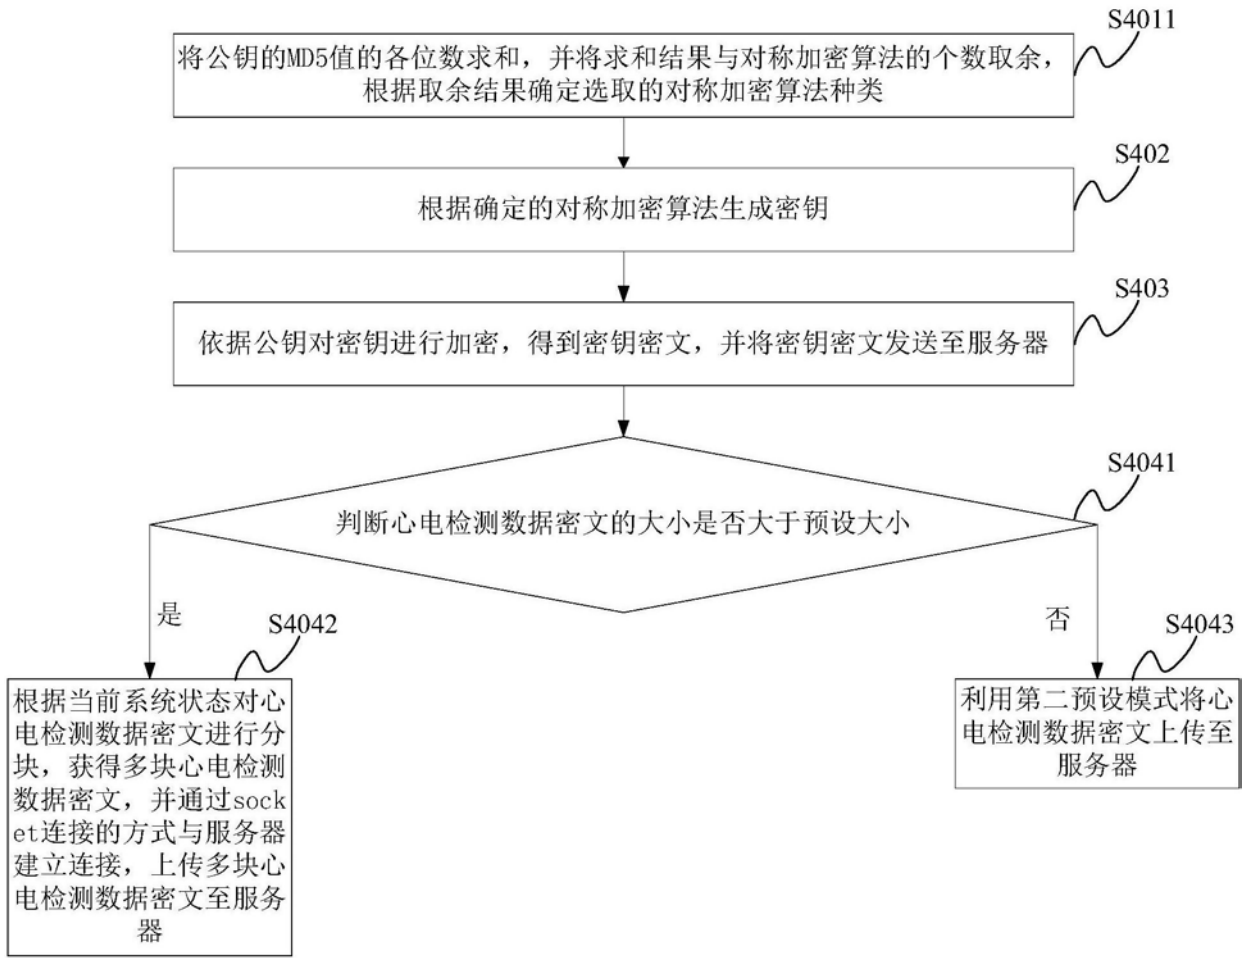 S4011
将公钥的MD5值的各位数求和，并将求和结果与对称加密算法的个数取余，
根据取余结果确定选取的对称加密算法种类
S402
根据确定的对称加密算法生成密钥
S403
依据公钥对密钥进行加密，得到密钥密文，并将密钥密文发送至服务器
S4041
判断心电检测数据密文的大小是否大于预设大小
是
否
S4042
根据当前系统状态对心
电检测数据密文进行分
块，获得多块心电检测
数据密文，并通过sock
et连接的方式与服务器
建立连接，上传多块心
电检测数据密文至服务
器
S4043
利用第二预设模式将心
电检测数据密文上传至
服务器